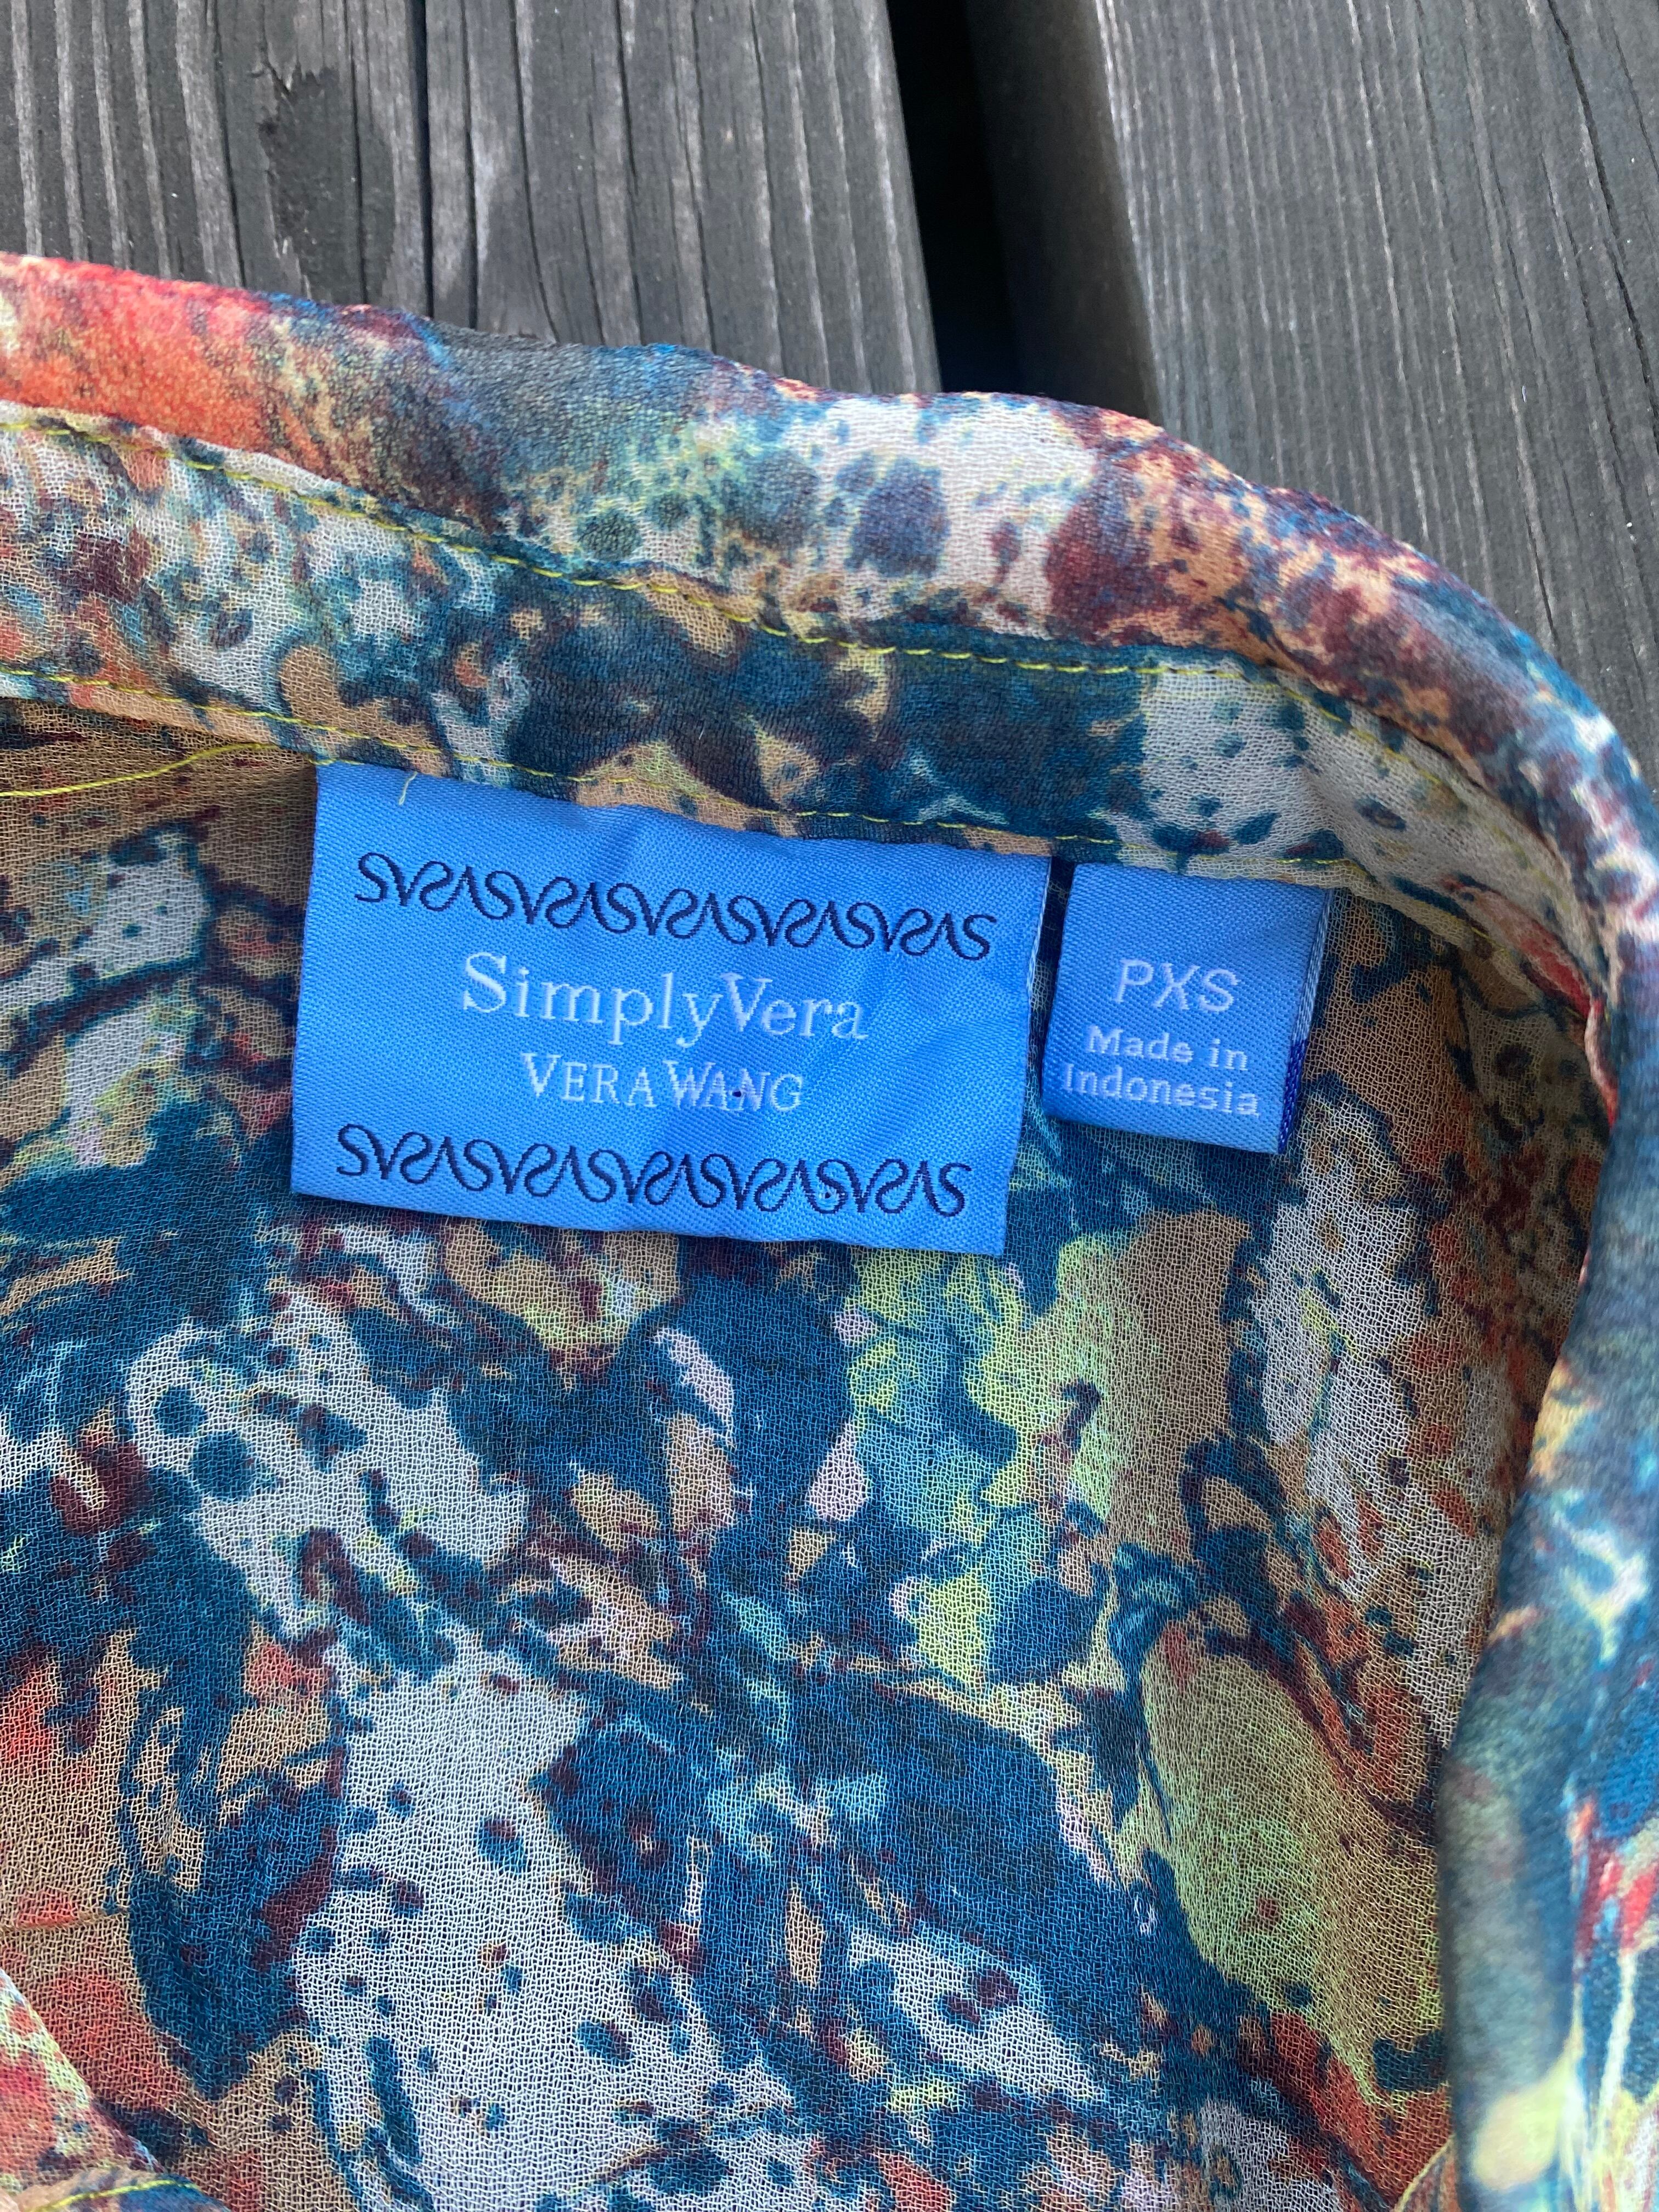 SimplyVera
VERA WANG
PXS
Made in
Indonesia